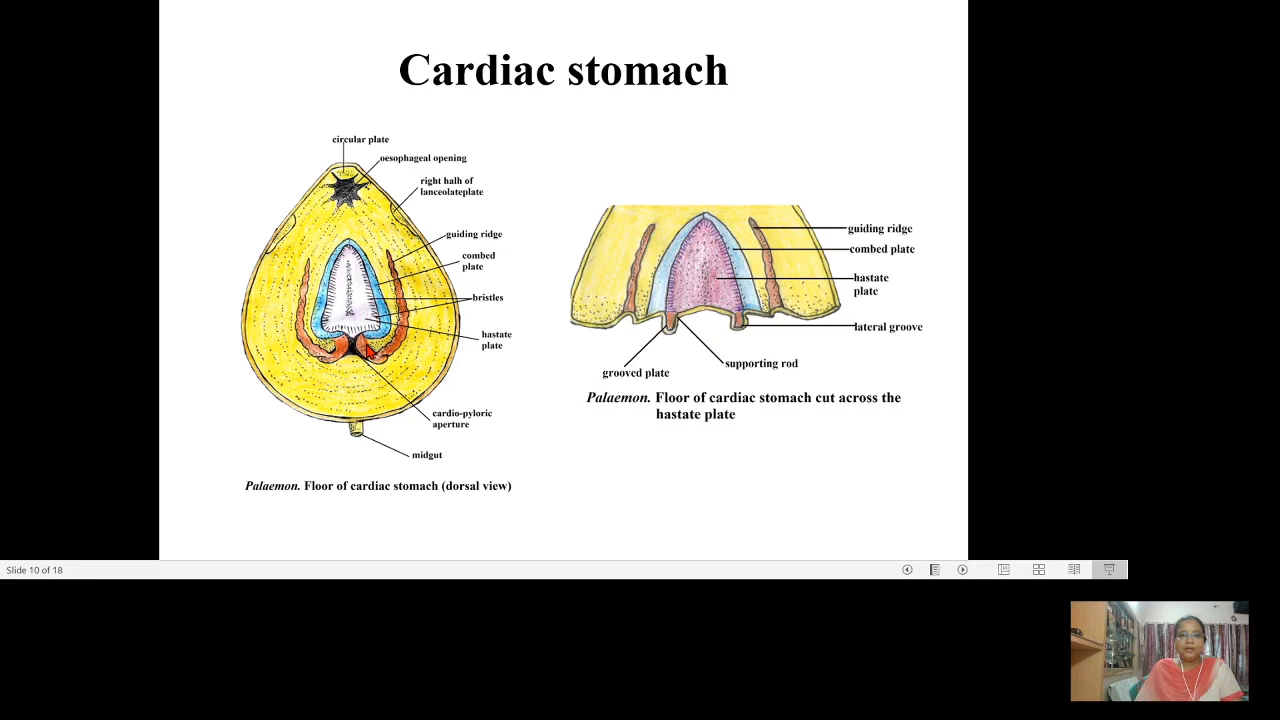 Cardiac stomach
circular plate
oesophageal opening
right halh of
lanceolateplate
guiding ridge
combed
plate
bristles
hastate
plate
cardio-pyloric
aperture
midgut
Palaemon. Floor of cardiac stomach (dorsal view)
guiding ridge
combed plate
hastate
plate
lateral groove
supporting rod
grooved plate
Palaemon. Floor of cardiac stomach cut across the
hastate plate
Slide 10 of 18